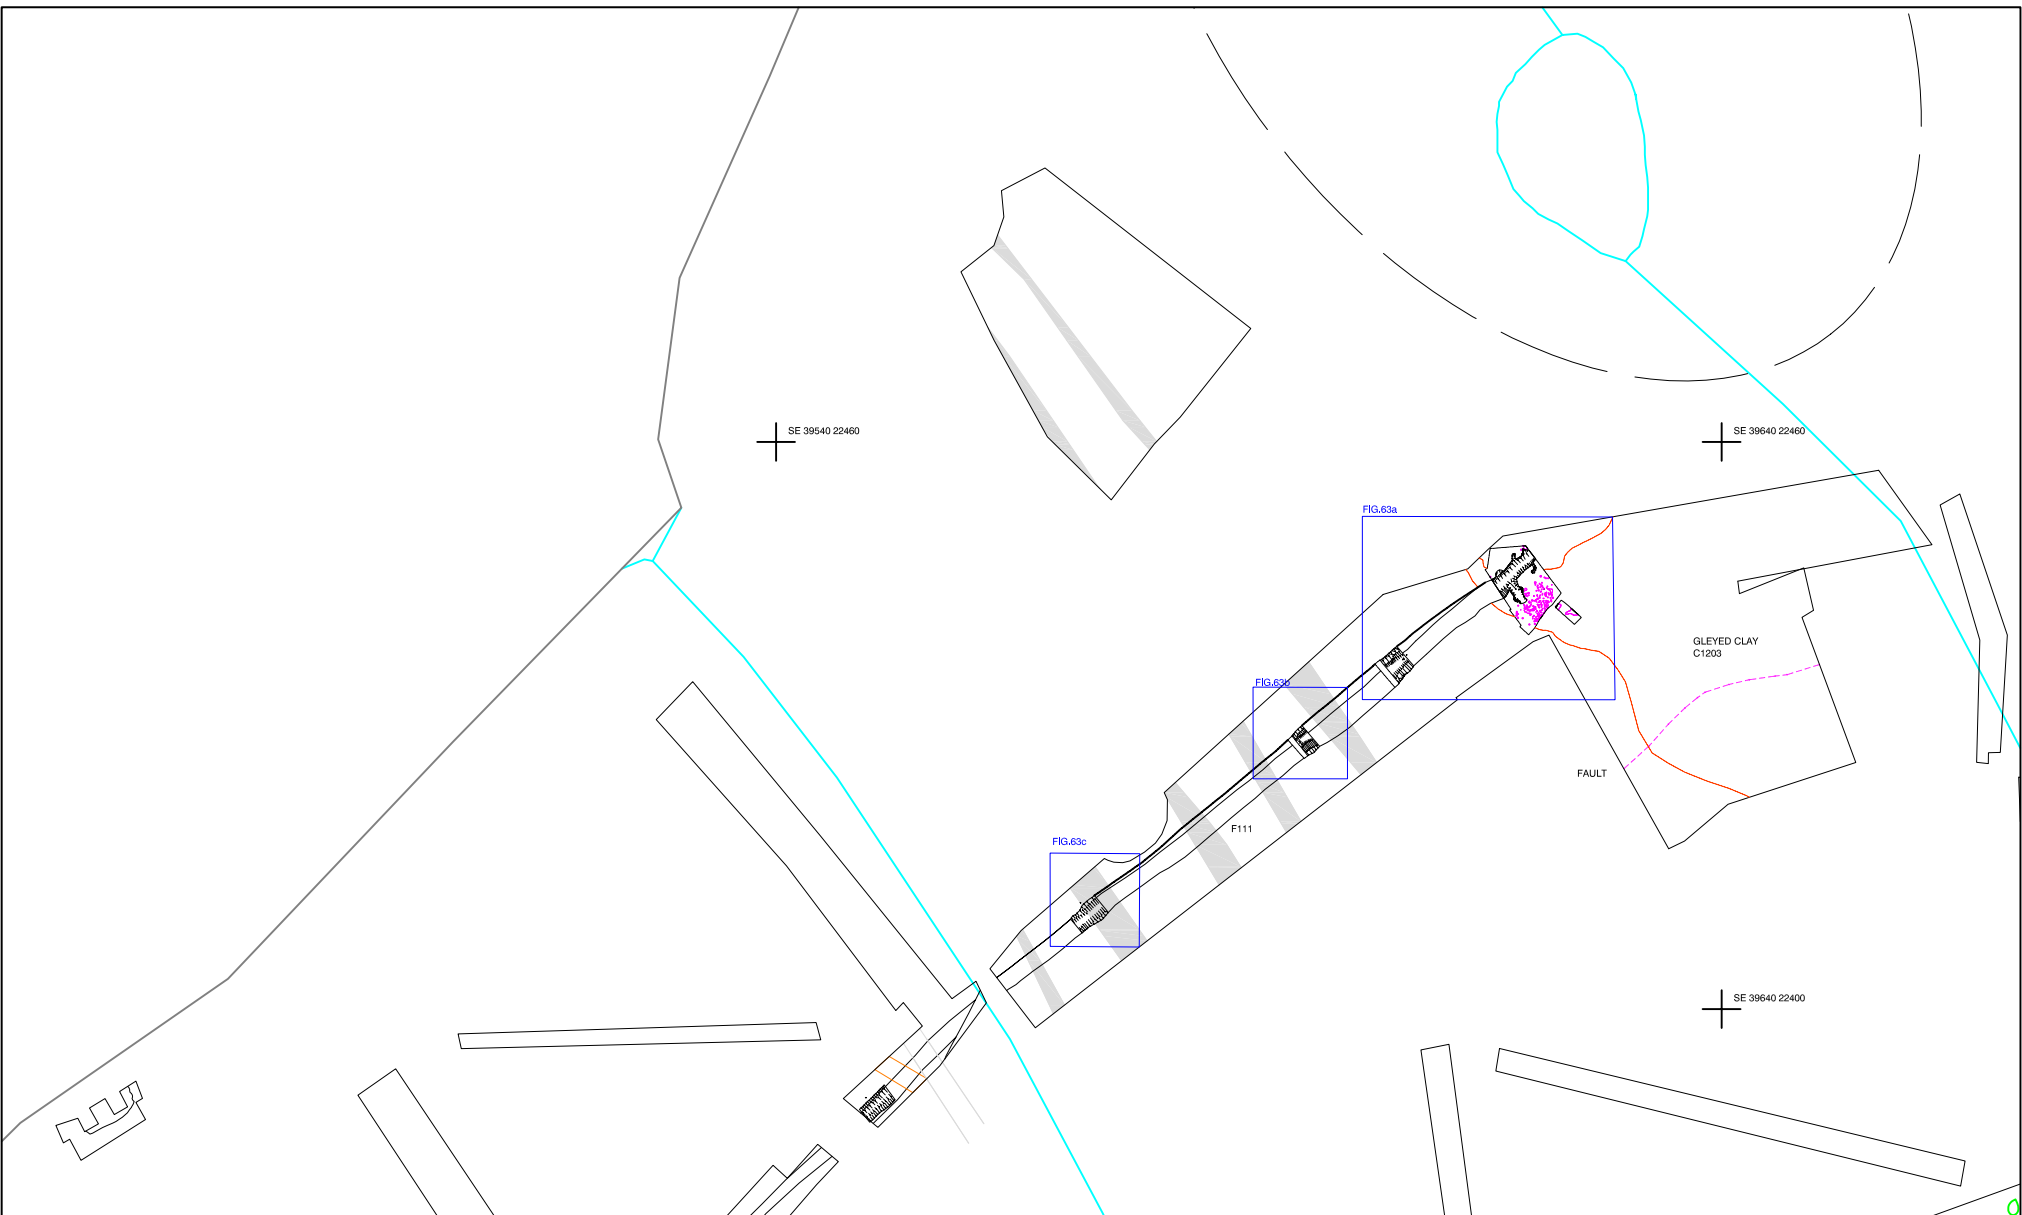 SE 39540 22460
SE 39640 22460
FIG.63a
GLEYED CLAY
C1203
FIG.63b
FAULT
F111
FIG.63c
SE 39640 22400